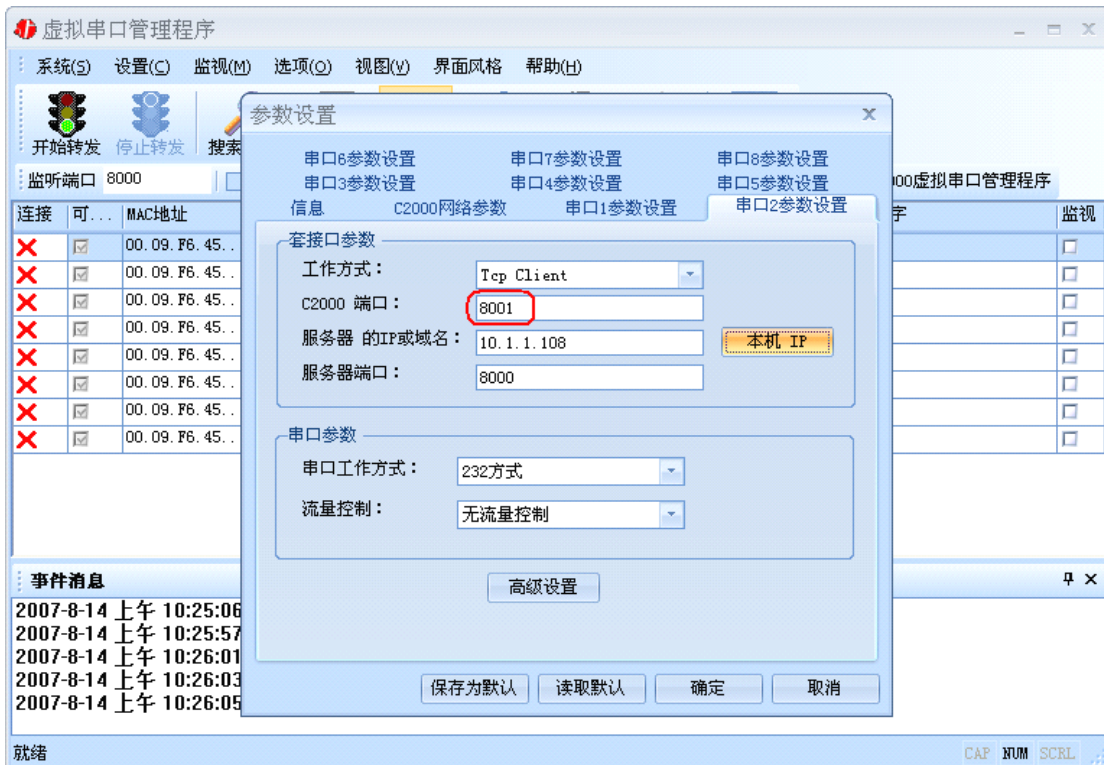 虚拟串口管理程序
系统(S) 设置(C) 监视(M) 选项(O) 视图(V) 界面风格 帮助(H)
开始转发 停止转发 搜索
监听端口 8000
000虚拟串口管理程序
连接 可... MAC地址 字 监视
00.09.F6.45..
00.09.F6.45..
00.09.F6.45..
00.09.F6.45..
00.09.F6.45..
00.09.F6.45..
00.09.F6.45..
00.09.F6.45..
参数设置
串口6参数设置 串口7参数设置 串口8参数设置
串口3参数设置 串口4参数设置 串口5参数设置
信息 C2000网络参数 串口1参数设置 串口2参数设置
套接口参数
工作方式： Tcp Client
C2000 端口： 8001
服务器 的IP或域名： 10.1.1.108 本机 IP
服务器端口： 8000
串口参数
串口工作方式： 232方式
流量控制： 无流量控制
高级设置
保存为默认 读取默认 确定 取消
事件消息
2007-8-14 上午 10:25:06
2007-8-14 上午 10:25:57
2007-8-14 上午 10:26:01
2007-8-14 上午 10:26:03
2007-8-14 上午 10:26:05
就绪 CAP NUM SCRL